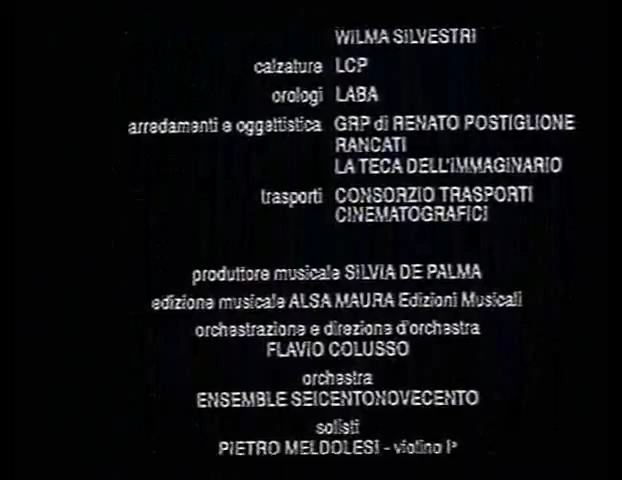 WILMA SILVESTRI
calzature LCP
orologi LABA
arredamenti e oggettistica GRP di RENATO POSTIGLIONE
RANCATI
LA TECA DELL'IMMAGINARIO
trasporti CONSORZIO TRASPORTI
CINEMATOGRAFICI
produttore musicale SILVIA DE PALMA
edizione musicale ALSA MAURA Edizioni Musicali
orchestrazione e direzione d'orchestra
FLAVIO COLUSSO
orchestra
ENSEMBLE SEICENTONOVECENTO
solisti
PIETRO MELDOLESI - violino I°